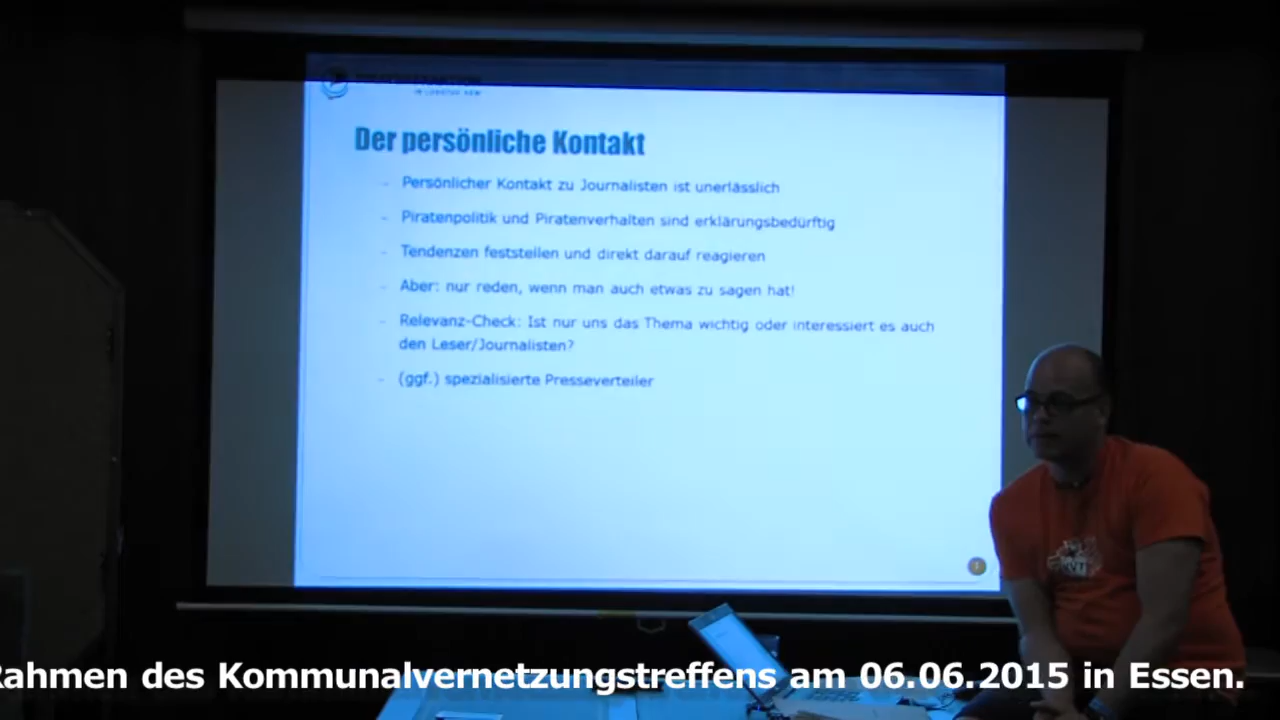 Der persönliche Kontakt
- Persönlicher Kontakt zu Journalisten ist unerlässlich
- Piratenpolitik und Piratenverhalten sind erklärungsbedürftig
- Tendenzen feststellen und direkt darauf reagieren
- Aber: nur reden, wenn man auch etwas zu sagen hat!
- Relevanz-Check: Ist nur uns das Thema wichtig oder interessiert es auch
den Leser/Journalisten?
- (ggf.) spezialisierte Presseverteiler
Rahmen des Kommunalvernetzungstreffens am 06.06.2015 in Essen.